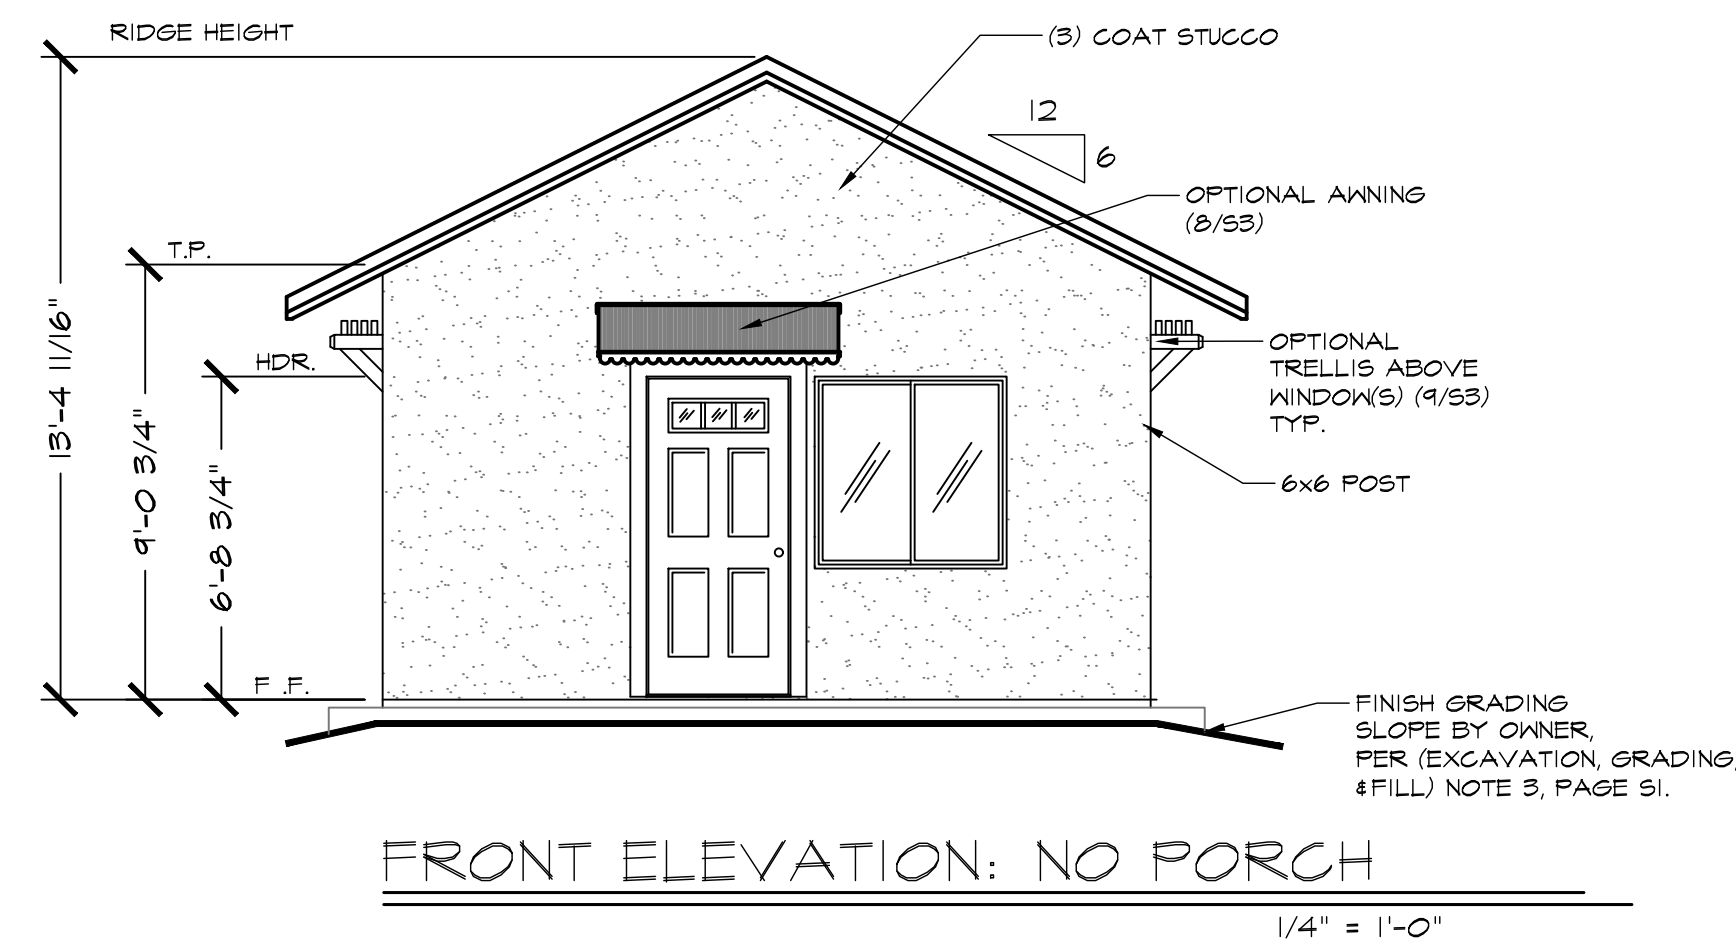 RIDGE HEIGHT
(3) COAT STUCCO
12
6
OPTIONAL AWNING
(8/S3)
T.P.
13'-4 11/16"
9'-0 3/4"
6'-8 3/4"
HDR.
OPTIONAL
TRELLIS ABOVE
WINDOW(S) (9/S3)
TYP.
6x6 POST
F .F.
FINISH GRADING
SLOPE BY OWNER,
PER (EXCAVATION, GRADING,
&FILL) NOTE 3, PAGE S1.
FRONT ELEVATION: NO PORCH
1/4" = 1'-0"